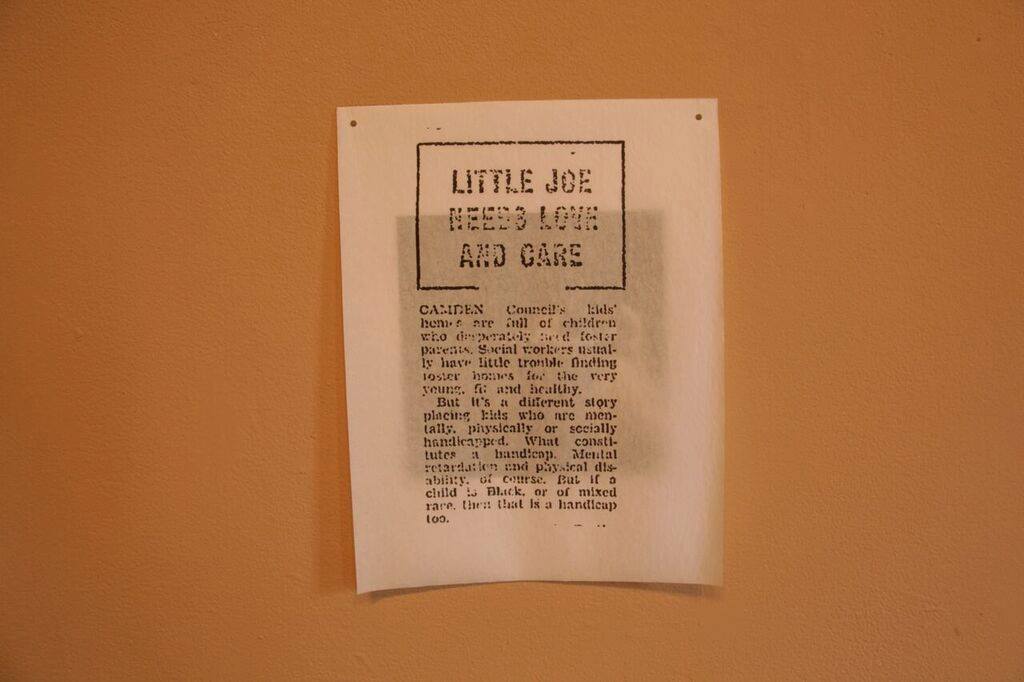 LITTLE JOE
NEEDS LOVE
AND CARE
CAMDEN Council's kids'
homes are full of children
who desperately need foster
parents. Social workers usual-
ly have little trouble finding
foster homes for the very
young, fit and healthy.
But it's a different story
placing kids who are men-
tally, physically or socially
handicapped. What consti-
tutes a handicap. Mental
retardation and physical dis-
ability, of course. But if a
child is Black, or of mixed
race, then that is a handicap
too.